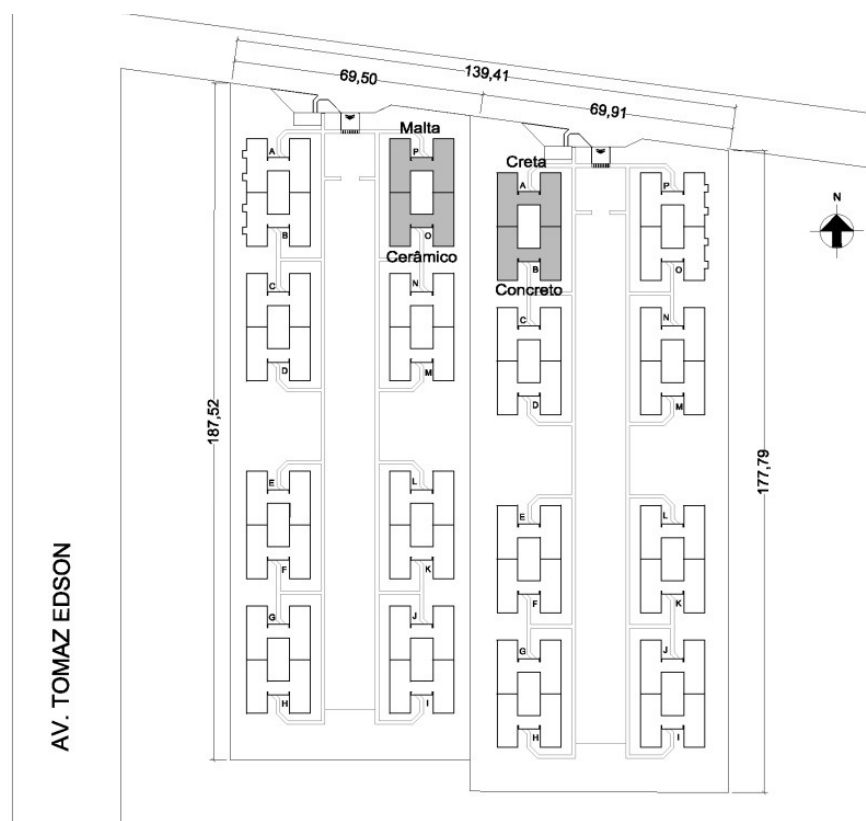 139,41
69,50
69,91
Malta
Creta
A
P
A
P
N
B
O
B
O
Cerâmico
Concreto
C
N
C
N
D
M
D
M
187,52
177,79
E
L
E
L
F
K
F
K
G
J
G
J
H
I
H
I
AV. TOMAZ EDSON